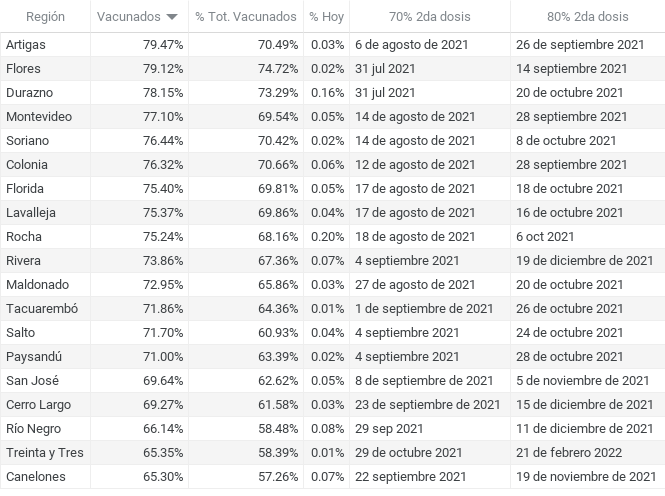 Región Vacunados % Tot. Vacunados % Hoy 70% 2da dosis 80% 2da dosis
Artigas 79.47% 70.49% 0.03% 6 de agosto de 2021 26 de septiembre 2021
Flores 79.12% 74.72% 0.02% 31 jul 2021 14 septiembre 2021
Durazno 78.15% 73.29% 0.16% 31 jul 2021 20 de octubre 2021
Montevideo 77.10% 69.54% 0.05% 14 de agosto de 2021 28 septiembre 2021
Soriano 76.44% 70.42% 0.02% 14 de agosto de 2021 8 de octubre 2021
Colonia 76.32% 70.66% 0.06% 12 de agosto de 2021 28 septiembre 2021
Florida 75.40% 69.81% 0.05% 17 de agosto de 2021 18 de octubre 2021
Lavalleja 75.37% 69.86% 0.04% 17 de agosto de 2021 16 de octubre 2021
Rocha 75.24% 68.16% 0.20% 18 de agosto de 2021 6 oct 2021
Rivera 73.86% 67.36% 0.07% 4 septiembre 2021 19 de diciembre de 2021
Maldonado 72.95% 65.86% 0.03% 27 de agosto de 2021 20 de octubre 2021
Tacuarembó 71.86% 64.36% 0.01% 1 de septiembre de 2021 26 de octubre 2021
Salto 71.70% 60.93% 0.04% 4 septiembre 2021 24 de octubre 2021
Paysandú 71.00% 63.39% 0.02% 4 septiembre 2021 28 de octubre 2021
San José 69.64% 62.62% 0.05% 8 de septiembre de 2021 5 de noviembre de 2021
Cerro Largo 69.27% 61.58% 0.03% 23 de septiembre de 2021 15 de diciembre de 2021
Río Negro 66.14% 58.48% 0.08% 29 sep 2021 11 de diciembre de 2021
Treinta y Tres 65.35% 58.39% 0.01% 29 de octubre de 2021 21 de febrero 2022
Canelones 65.30% 57.26% 0.07% 22 septiembre 2021 19 de noviembre de 2021